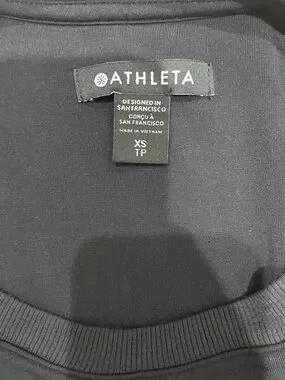 ATHLETA
DESIGNED IN
SAN FRANCISCO
CONÇU À
SAN FRANCISCO
MADE IN VIETNAM
XS
TP